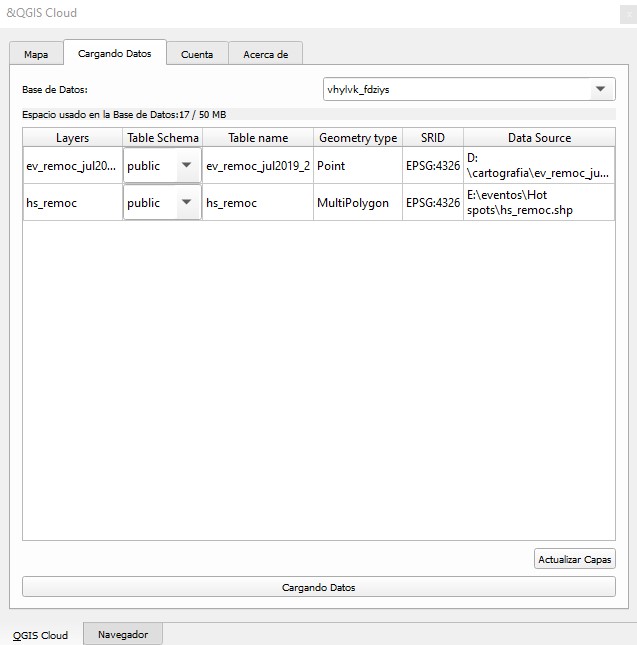 &QGIS Cloud
Mapa Cargando Datos Cuenta Acerca de
Base de Datos: vhylvk_fdziys
Espacio usado en la Base de Datos:17 / 50 MB
Layers Table Schema Table name Geometry type SRID Data Source
ev_remoc_jul20... public ev_remoc_jul2019_2 Point EPSG:4326 D:
\cartografia\ev_remoc_ju...
hs_remoc public hs_remoc MultiPolygon EPSG:4326 E:\eventos\Hot
spots\hs_remoc.shp
Actualizar Capas
Cargando Datos
QGIS Cloud Navegador